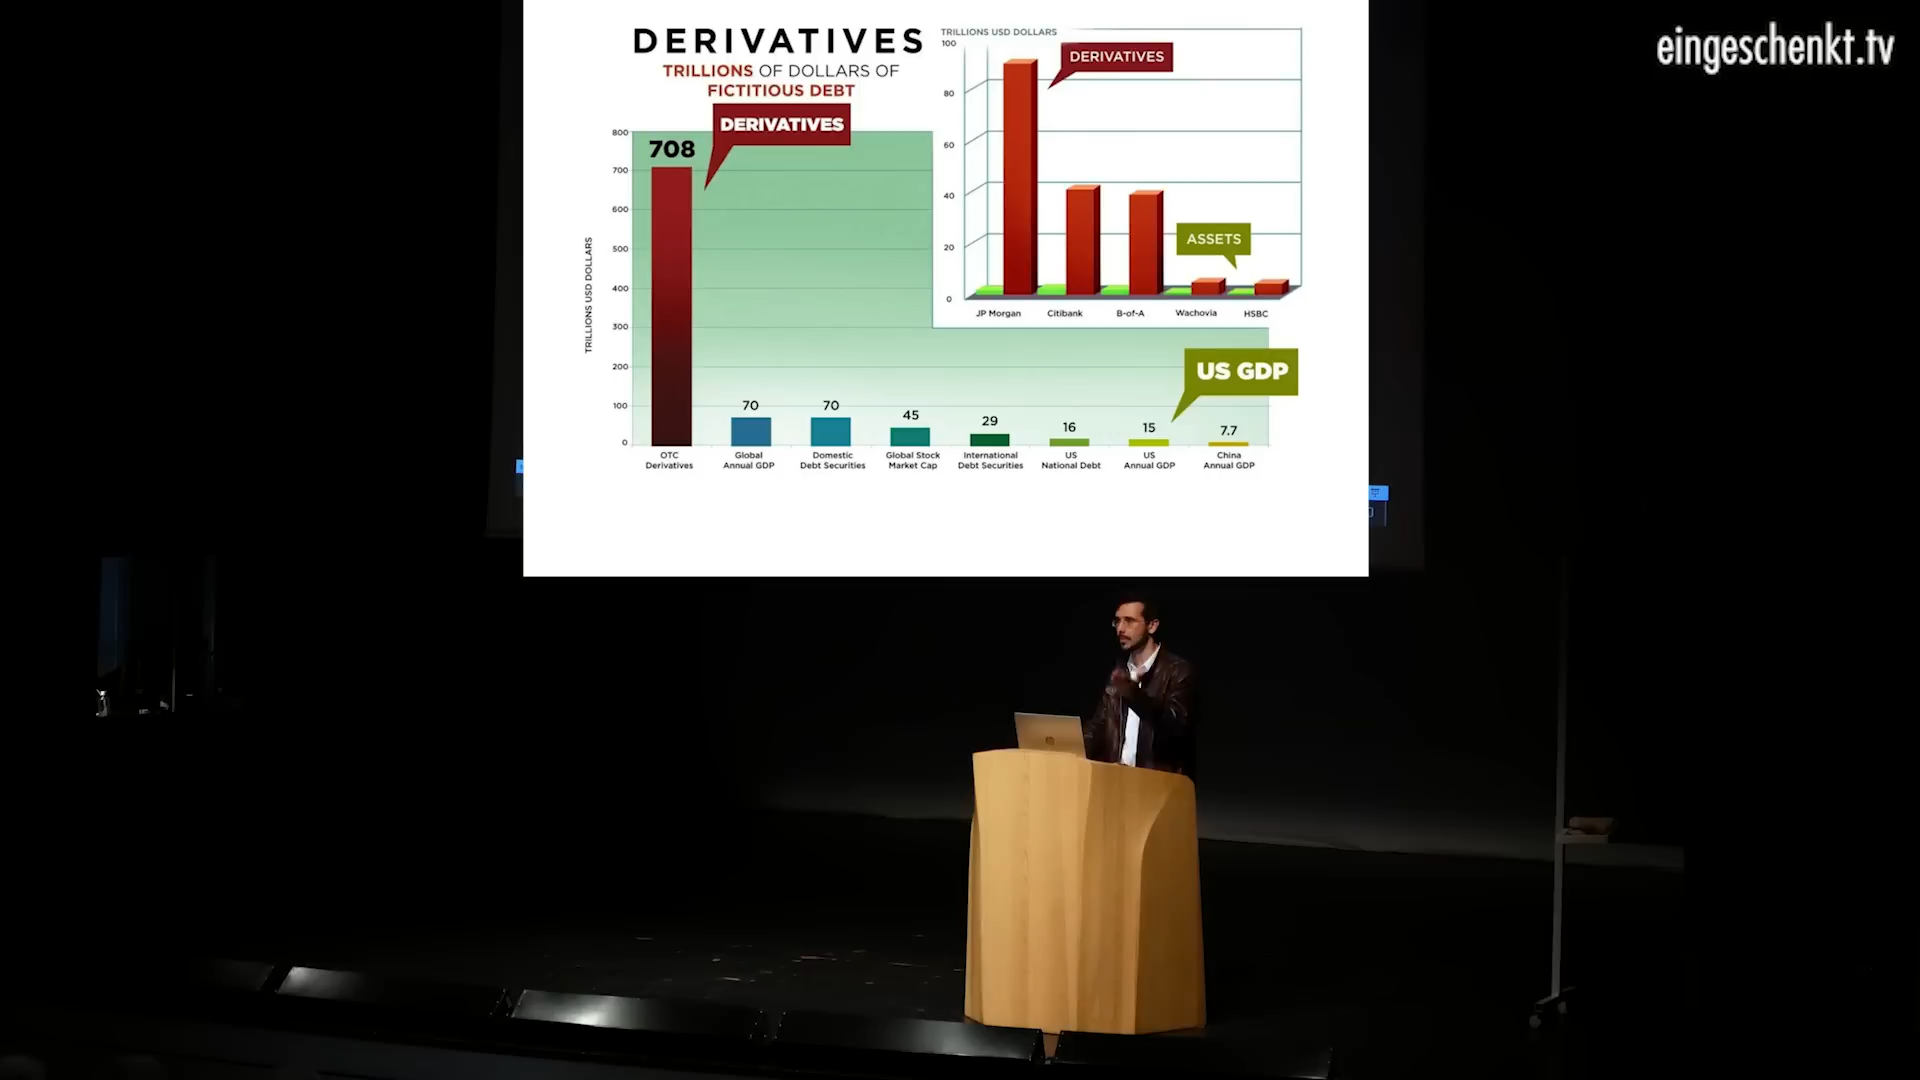 eingeschenkt.tv
DERIVATIVES
TRILLIONS OF DOLLARS OF
FICTITIOUS DEBT
DERIVATIVES
TRILLIONS USD DOLLARS
800
700
600
500
400
300
200
100
0
708
70
70
45
29
16
15
7.7
US GDP
OTC
Derivatives
Global
Annual GDP
Domestic
Debt Securities
Global Stock
Market Cap
International
Debt Securities
US
National Debt
US
Annual GDP
China
Annual GDP
TRILLIONS USD DOLLARS
100
80
60
40
20
0
DERIVATIVES
ASSETS
JP Morgan
Citibank
B-of-A
Wachovia
HSBC